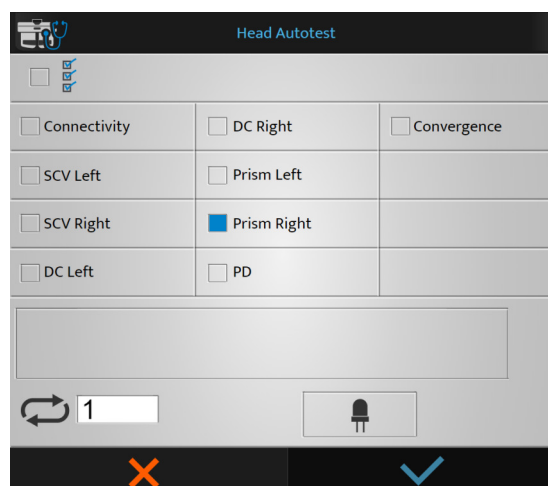 Head Autotest
Connectivity
DC Right
Convergence
SCV Left
Prism Left
SCV Right
Prism Right
DC Left
PD
1